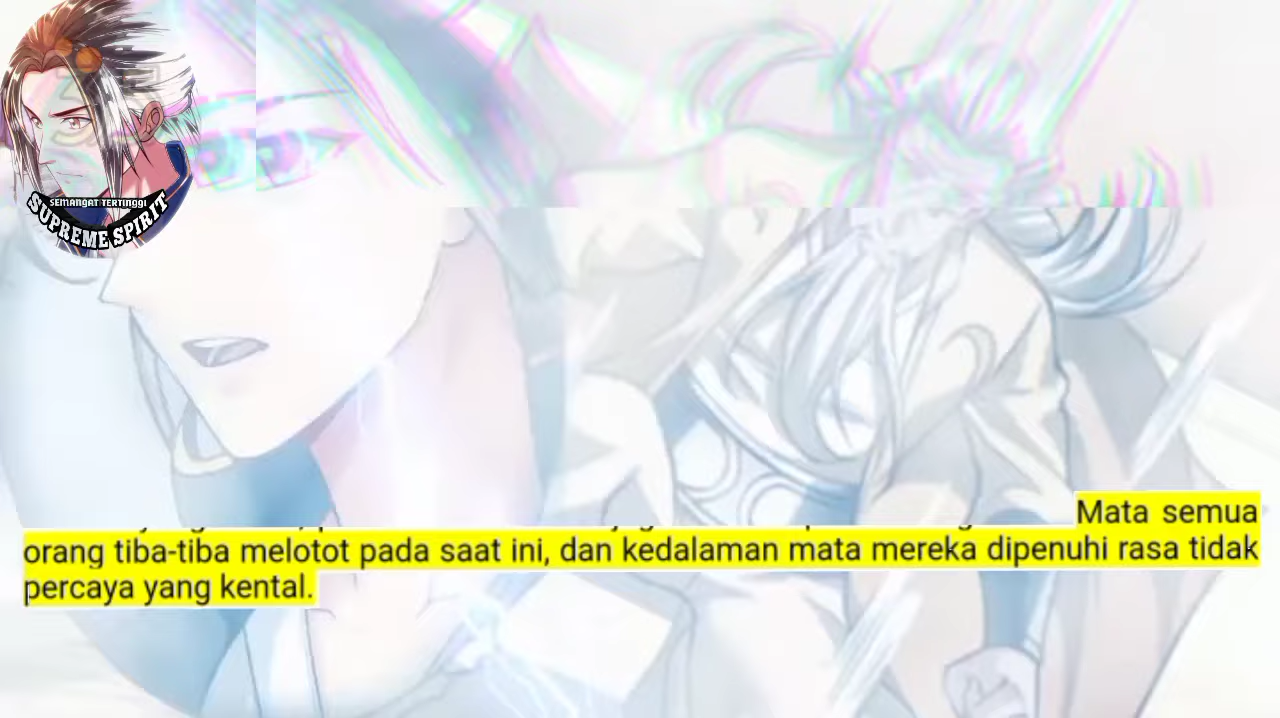 SEMANGAT TERTINGGI
SUPREME SPIRIT
Mata semua
orang tiba-tiba melotot pada saat ini, dan kedalaman mata mereka dipenuhi rasa tidak
percaya yang kental.